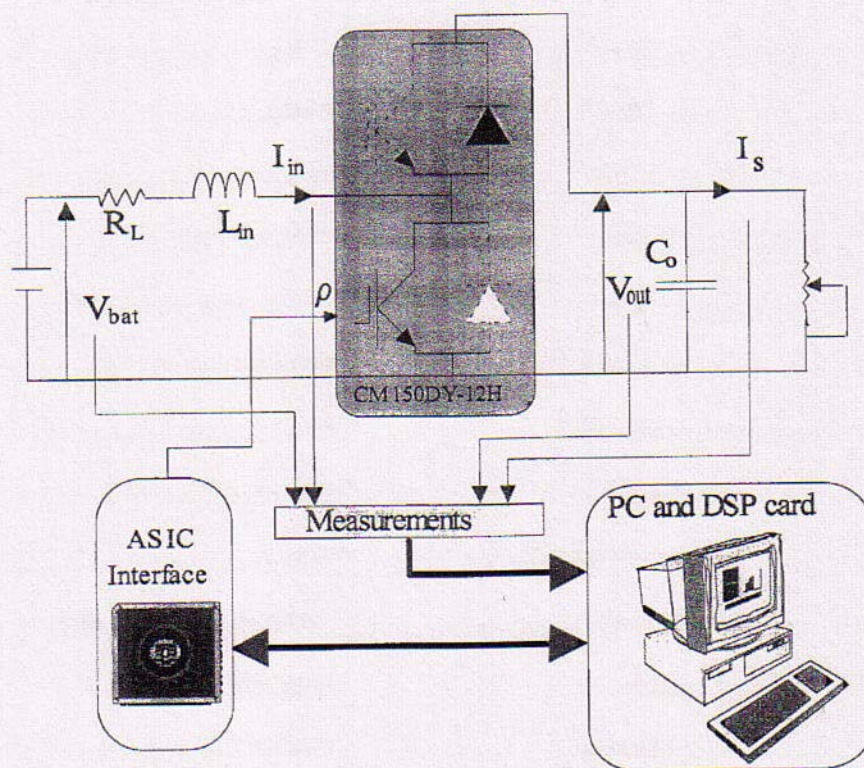 I_in
I_s
R_L
L_in
C_o
ρ
V_bat
V_out
CM150DY-12H
Measurements
PC and DSP card
ASIC
Interface